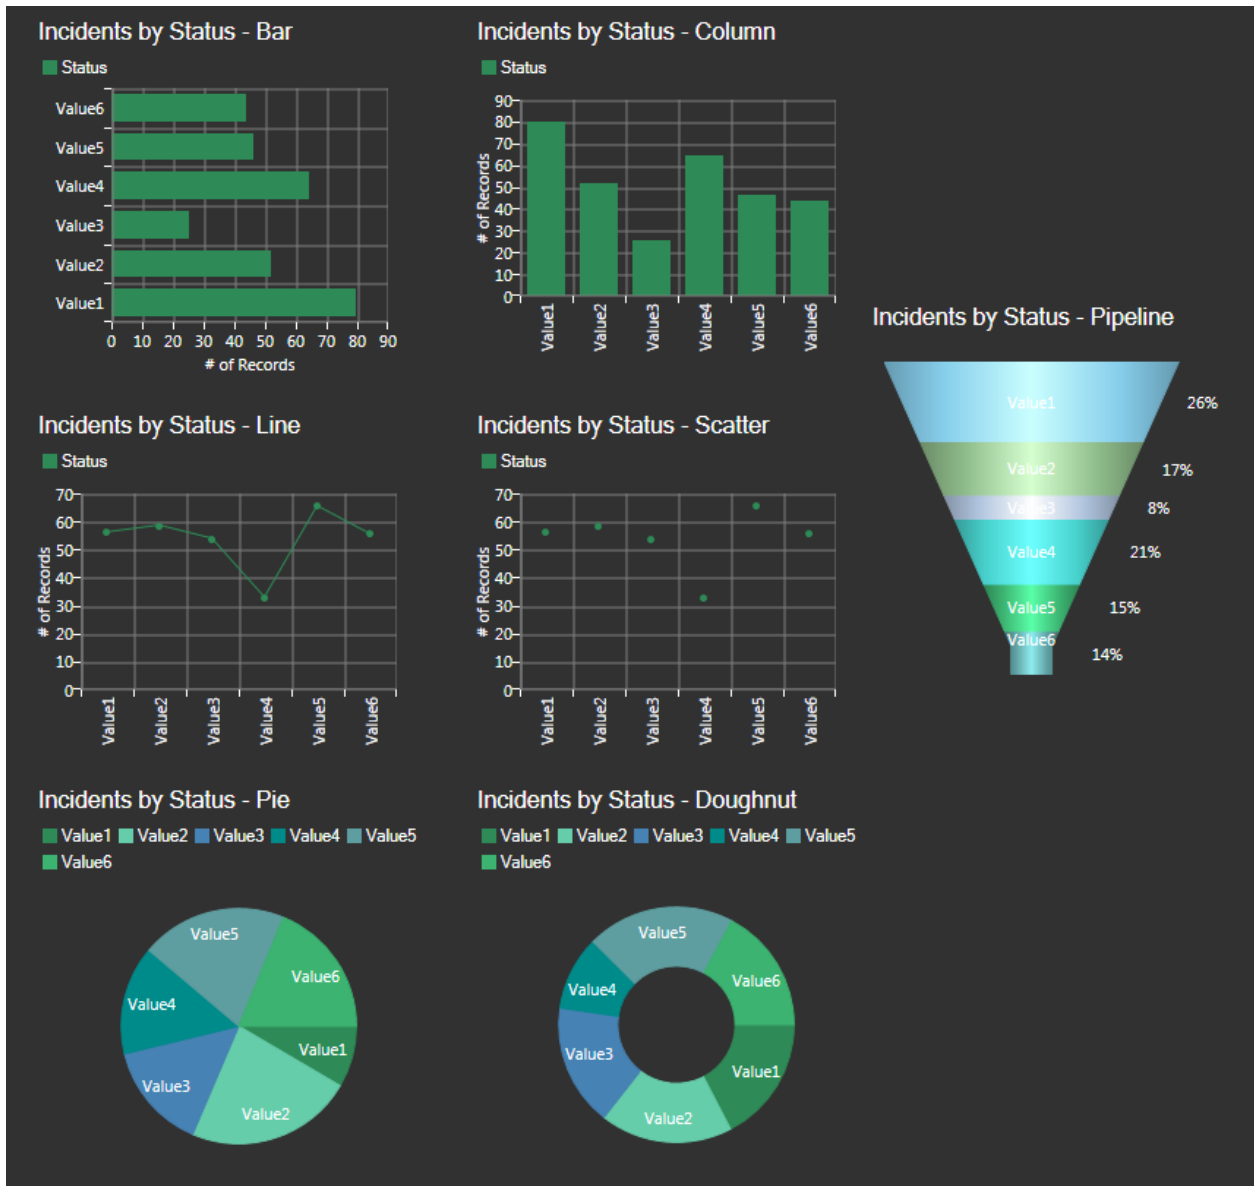 Incidents by Status - Bar
Status
Value6
Value5
Value4
Value3
Value2
Value1
0 10 20 30 40 50 60 70 80 90
# of Records
Incidents by Status - Column
Status
90
80
70
60
50
40
30
20
10
0
# of Records
Value1 Value2 Value3 Value4 Value5 Value6
Incidents by Status - Pipeline
Value1 26%
Value2 17%
Value3 8%
Value4 21%
Value5 15%
Value6 14%
Incidents by Status - Line
Status
70
60
50
40
30
20
10
0
# of Records
Value1 Value2 Value3 Value4 Value5 Value6
Incidents by Status - Scatter
Status
70
60
50
40
30
20
10
0
# of Records
Value1 Value2 Value3 Value4 Value5 Value6
Incidents by Status - Pie
Value1 Value2 Value3 Value4 Value5
Value6
Value5
Value6
Value4
Value1
Value3
Value2
Incidents by Status - Doughnut
Value1 Value2 Value3 Value4 Value5
Value6
Value5
Value6
Value4
Value3
Value1
Value2